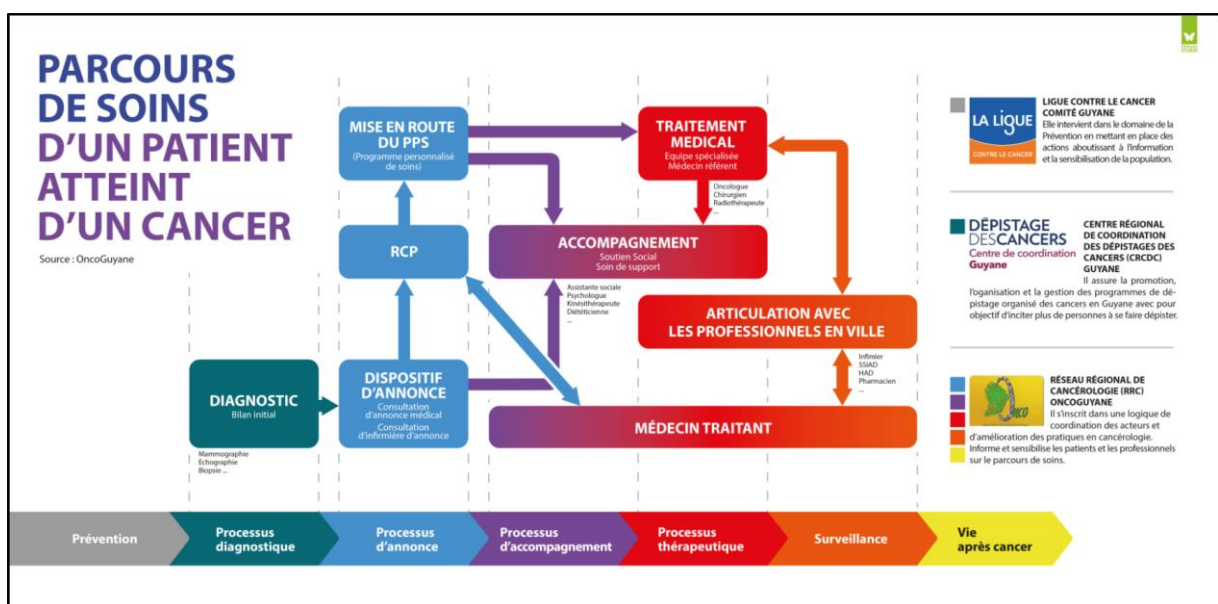 PARCOURS
DE SOINS
D'UN PATIENT
ATTEINT
D'UN CANCER
Source : OncoGuyane
MISE EN ROUTE
DU PPS
(Programme personnalisé
de soins)
TRAITEMENT
MEDICAL
Equipe spécialisée
Médecin référent
Oncologue
Chirurgien
Radiothérapeute
...
RCP
ACCOMPAGNEMENT
Soutien Social
Soin de support
Assistante sociale
Psychologue
Kinésithérapeute
Diététicienne
...
ARTICULATION AVEC
LES PROFESSIONNELS EN VILLE
Infimier
SSIAD
HAD
Pharmacien
...
DIAGNOSTIC
Bilan initial
Mammographie
Echographie
Biopsie ...
DISPOSITIF
D'ANNONCE
Consultation
d'annonce médical
Consultation
d'infirmière d'annonce
MÉDECIN TRAITANT
LA LIGUE
CONTRE LE CANCER
LIGUE CONTRE LE CANCER
COMITÉ GUYANE
Elle intervient dans le domaine de la
Prévention en mettant en place des
actions aboutissant à l'information
et la sensibilisation de la population.
DÉPISTAGE
DESCANCERS
Centre de coordination
Guyane
CENTRE RÉGIONAL
DE COORDINATION
DES DÉPISTAGES DES
CANCERS (CRCDC)
GUYANE
Il assure la promotion,
l'oganisation et la gestion des programmes de dé-
pistage organisé des cancers en Guyane avec pour
objectif d'inciter plus de personnes à se faire dépister.
RÉSEAU RÉGIONAL DE
CANCÉROLOGIE (RRC)
ONCOGUYANE
Il s'inscrit dans une logique de
coordination des acteurs et
d'amélioration des pratiques en cancérologie.
Informe et sensibilise les patients et les professionnels
sur le parcours de soins.
Prévention
Processus
diagnostique
Processus
d'annonce
Processus
d'accompagnement
Processus
thérapeutique
Surveillance
Vie
après cancer